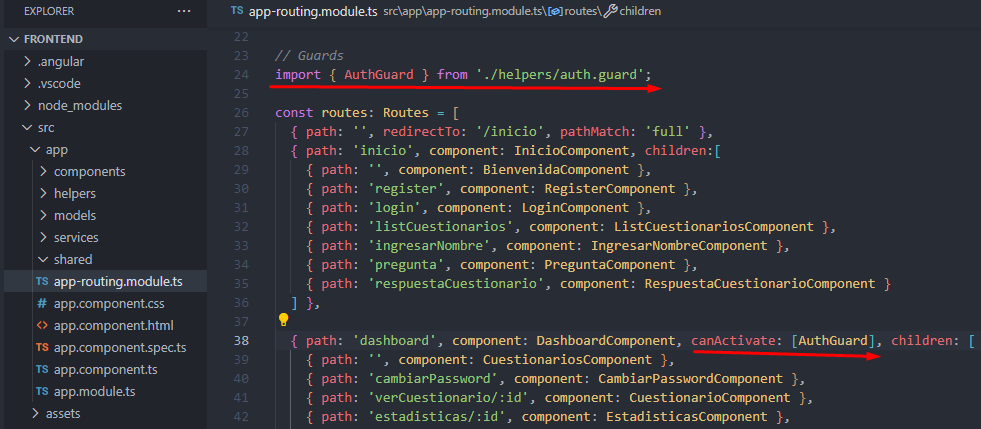 EXPLORER ···
FRONTEND
.angular
.vscode
node_modules
src
app
components
helpers
models
services
shared
TS app-routing.module.ts
# app.component.css
<> app.component.html
TS app.component.spec.ts
TS app.component.ts
TS app.module.ts
assets
TS app-routing.module.ts src\app\app-routing.module.ts\routes\children
22
23 // Guards
24 import { AuthGuard } from './helpers/auth.guard';
25
26 const routes: Routes = [
27 { path: '', redirectTo: '/inicio', pathMatch: 'full' },
28 { path: 'inicio', component: InicioComponent, children:[
29 { path: '', component: BienvenidaComponent },
30 { path: 'register', component: RegisterComponent },
31 { path: 'login', component: LoginComponent },
32 { path: 'listCuestionarios', component: ListCuestionariosComponent },
33 { path: 'ingresarNombre', component: IngresarNombreComponent },
34 { path: 'pregunta', component: PreguntaComponent },
35 { path: 'respuestaCuestionario', component: RespuestaCuestionarioComponent }
36 ] },
37
38 { path: 'dashboard', component: DashboardComponent, canActivate: [AuthGuard], children: [
39 { path: '', component: CuestionariosComponent },
40 { path: 'cambiarPassword', component: CambiarPasswordComponent },
41 { path: 'verCuestionario/:id', component: CuestionarioComponent },
42 { path: 'estadisticas/:id', component: EstadisticasComponent },